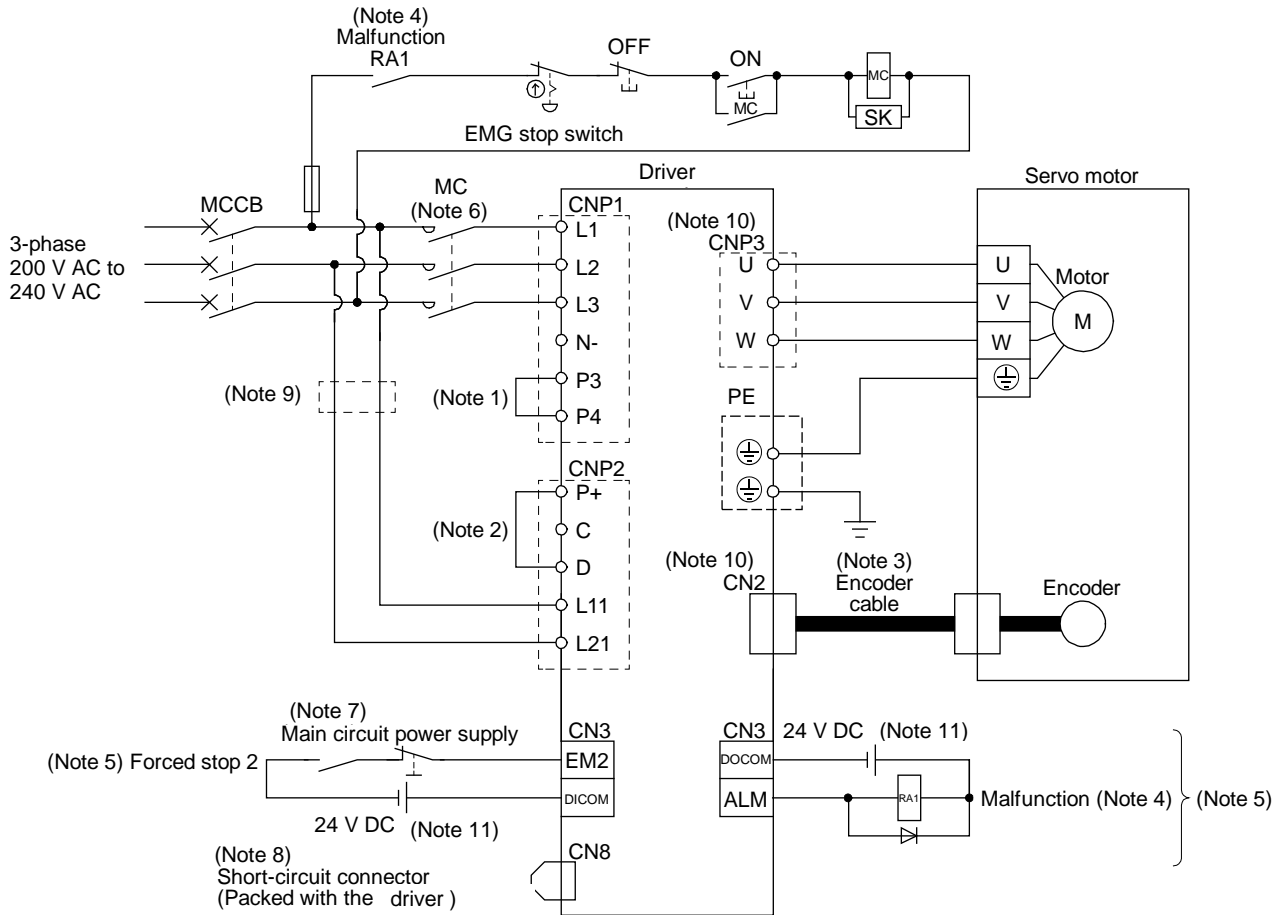 (Note 4)
Malfunction
RA1
OFF
ON
MC
MC
SK
EMG stop switch
Driver
Servo motor
MCCB
MC
(Note 6)
CNP1
(Note 10)
CNP3
3-phase
200 V AC to
240 V AC
L1
L2
L3
N-
P3
P4
(Note 1)
(Note 9)
U
V
W
U
V
W
Motor
M
PE
CNP2
P+
C
D
L11
L21
(Note 2)
(Note 10)
CN2
(Note 3)
Encoder
cable
Encoder
(Note 7)
Main circuit power supply
(Note 5) Forced stop 2
24 V DC (Note 11)
CN3
EM2
DICOM
CN3
DOCOM
ALM
24 V DC (Note 11)
RA1
Malfunction (Note 4)
(Note 5)
(Note 8)
Short-circuit connector
(Packed with the driver )
CN8